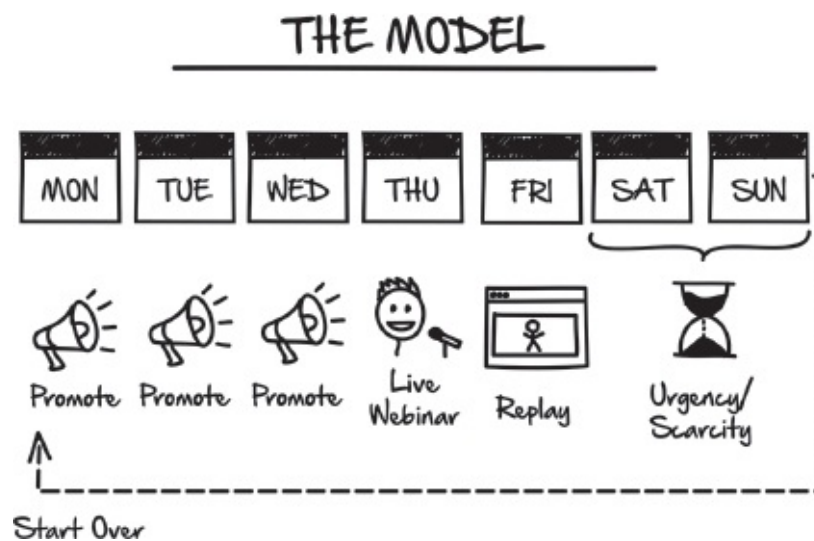 THE MODEL
MON TUE WED THU FRI SAT SUN
Promote Promote Promote Live Webinar Replay Urgency/ Scarcity
Start Over